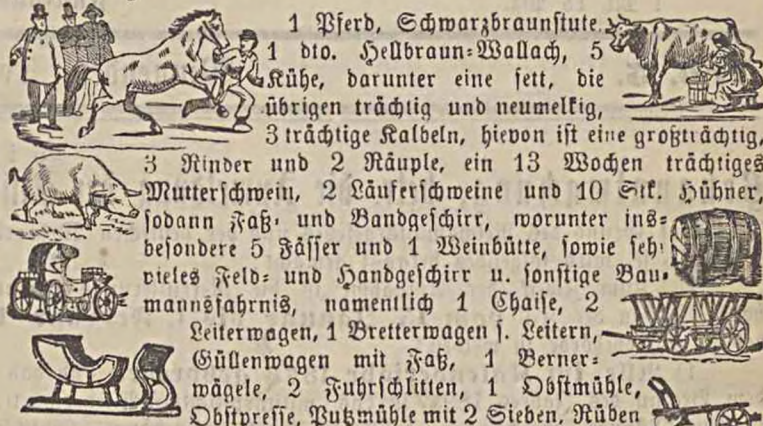 1 Pferd, Schwarzbraunstute,
1 dto. Hellbraun-Wallach, 5
Kühe, darunter eine fett, die
übrigen trächtig und neumelkig,
3 trächtige Kalbeln, hievon ist eine großträchtig,
3 Rinder und 2 Räuple, ein 13 Wochen trächtiges
Mutterschwein, 2 Läuferschweine und 10 Stk. Hühner,
sodann Faß- und Bandgeschirr, worunter ins-
besondere 5 Fässer und 1 Weinbütte, sowie seh
vieles Feld- und Handgeschirr u. sonstige Bau-
mannsfahrnis, namentlich 1 Chaise, 2
Leiterwagen, 1 Bretterwagen s. Leitern,
Güllenwagen mit Faß, 1 Berner-
wägele, 2 Fuhrschlitten, 1 Obstmühle,
Obstpresse, Putzmühle mit 2 Sieben, Rüben